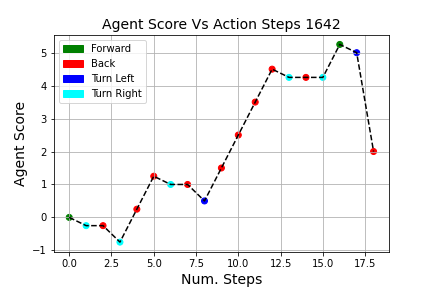 Agent Score Vs Action Steps 1642
Forward
Back
Turn Left
Turn Right
Agent Score
5
4
3
2
1
0
−1
0.0 2.5 5.0 7.5 10.0 12.5 15.0 17.5
Num. Steps